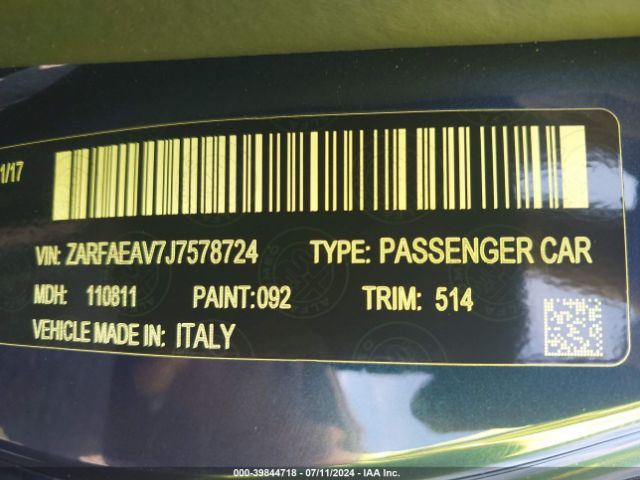 1/17
VIN: ZARFAEAV7J7578724 TYPE: PASSENGER CAR
MDH: 110811 PAINT:092 TRIM: 514
VEHICLE MADE IN: ITALY
000-39844718 - 07/11/2024 - IAA Inc.